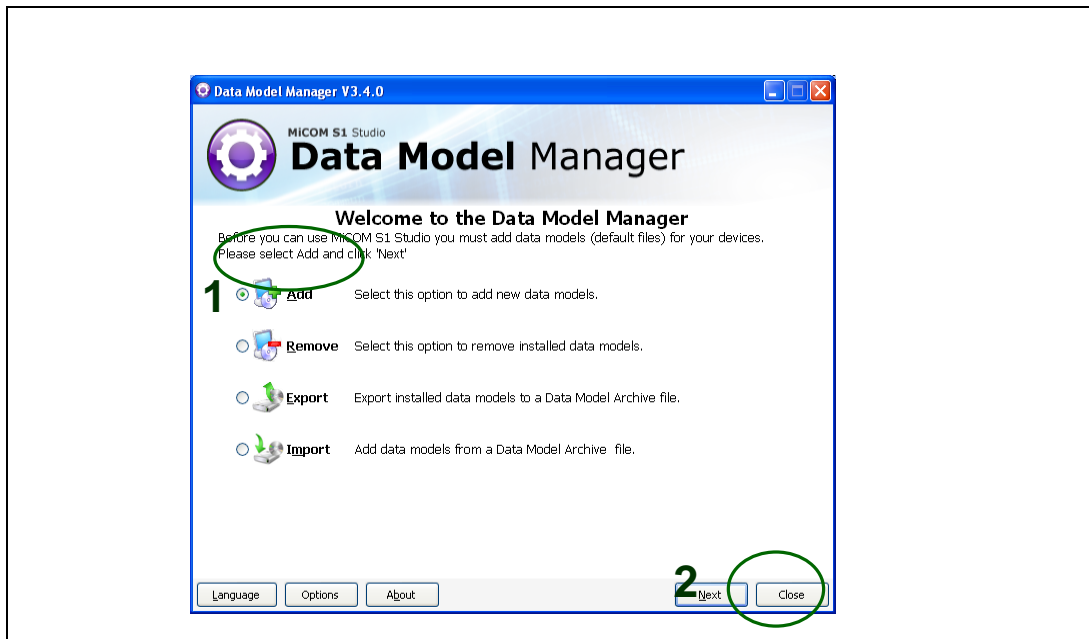 Data Model Manager V3.4.0
MiCOM S1 Studio
Data Model Manager
Welcome to the Data Model Manager
Before you can use MiCOM S1 Studio you must add data models (default files) for your devices.
Please select Add and click 'Next'
1 Add Select this option to add new data models.
Remove Select this option to remove installed data models.
Export Export installed data models to a Data Model Archive file.
Import Add data models from a Data Model Archive file.
Language Options About 2 Next Close